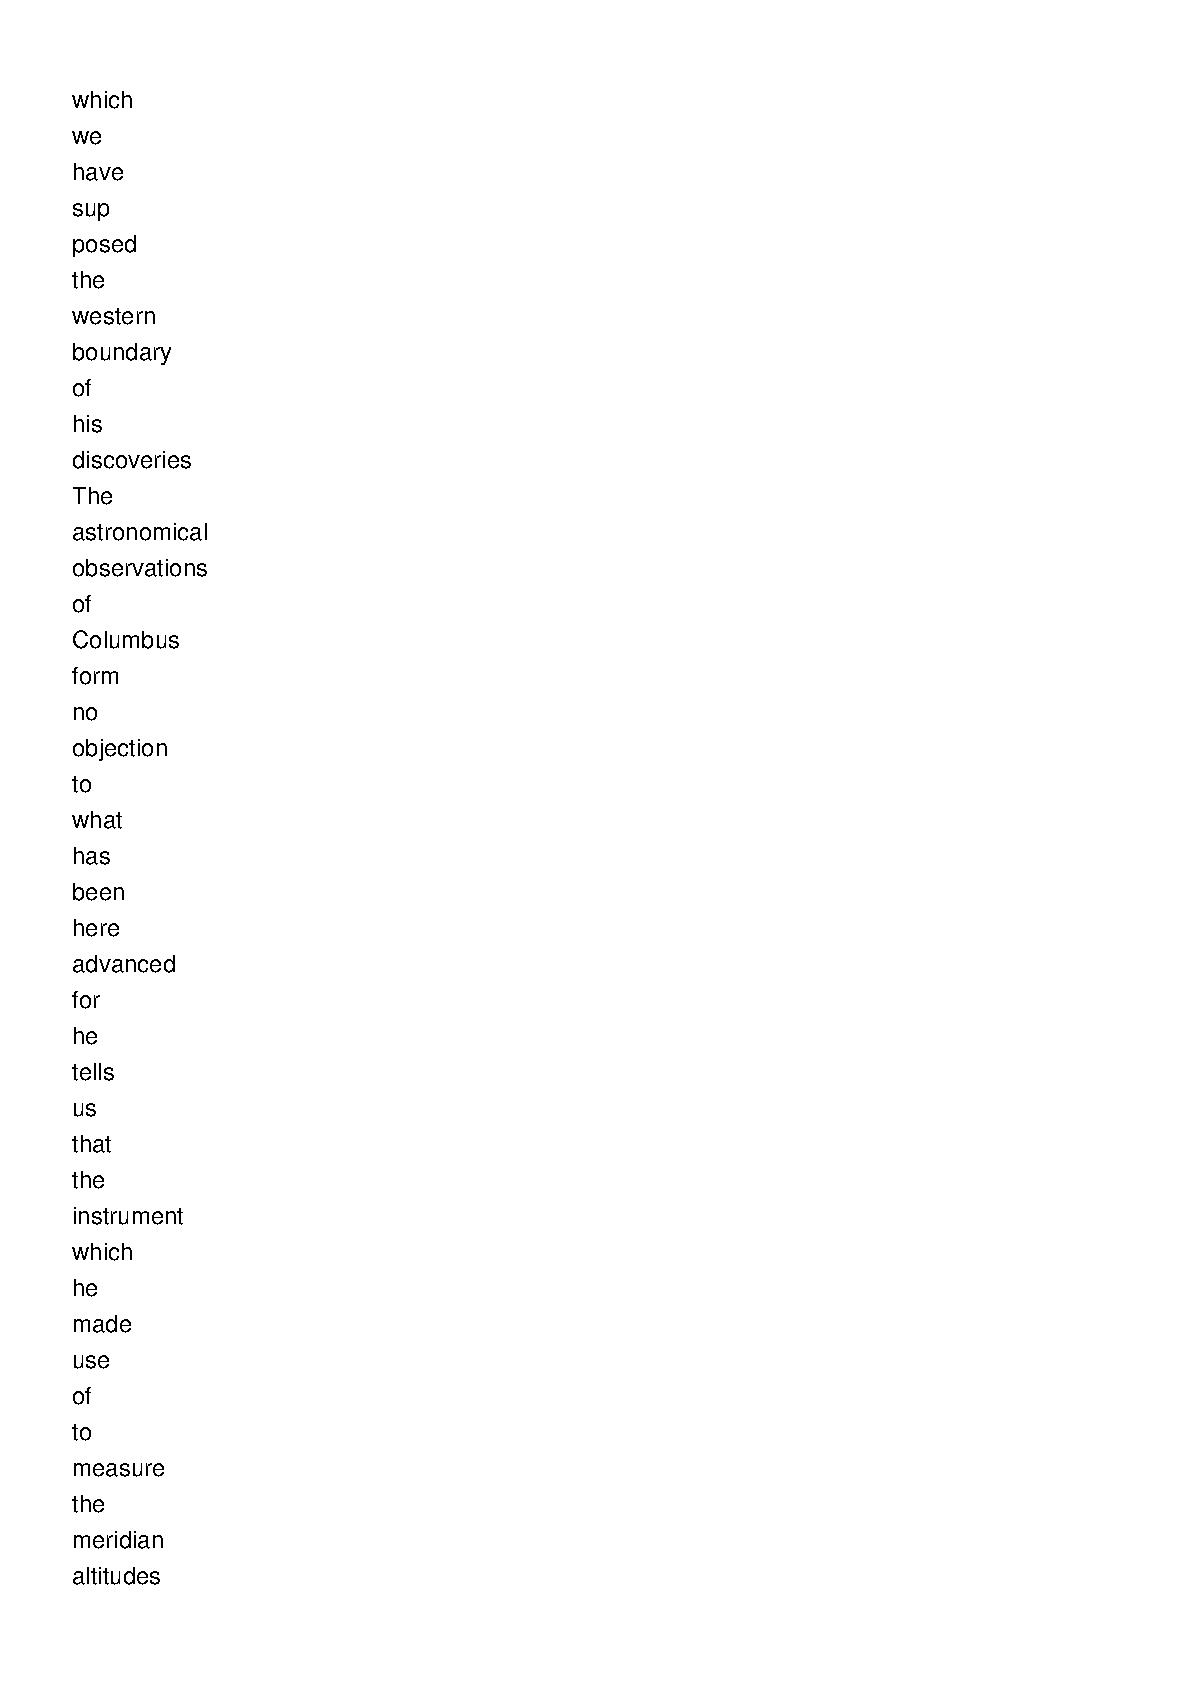 which
we
have
sup
posed
the
western
boundary
of
his
discoveries
The
astronomical
observations
of
Columbus
form
no
objection
to
what
has
been
here
advanced
for
he
tells
us
that
the
instrument
which
he
made
use
of
to
measure
the
meridian
altitudes